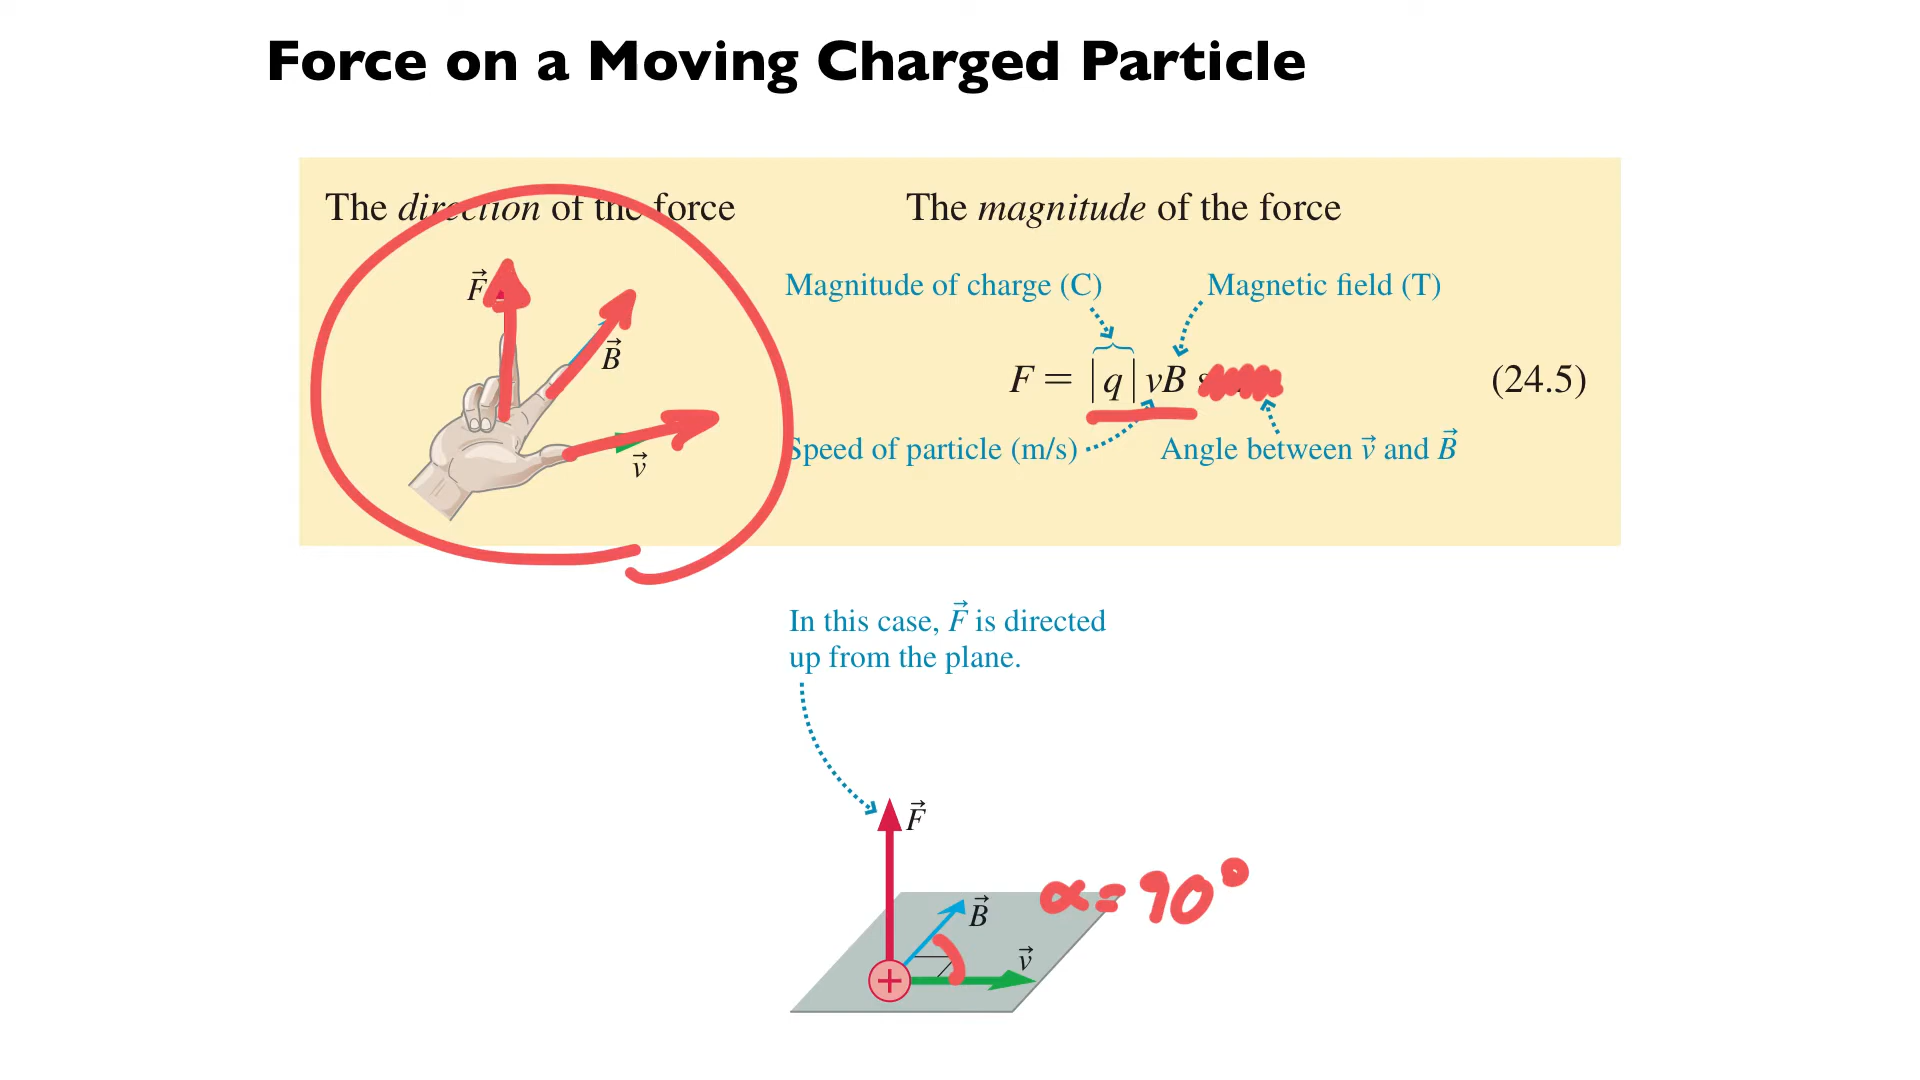 Force on a Moving Charged Particle
The direction of the force
The magnitude of the force
F⃗
B⃗
v⃗
Magnitude of charge (C)
Magnetic field (T)
F = |q| vB
(24.5)
Speed of particle (m/s)
Angle between v⃗ and B⃗
In this case, F⃗ is directed
up from the plane.
F⃗
B⃗
v⃗
α = 90°
+